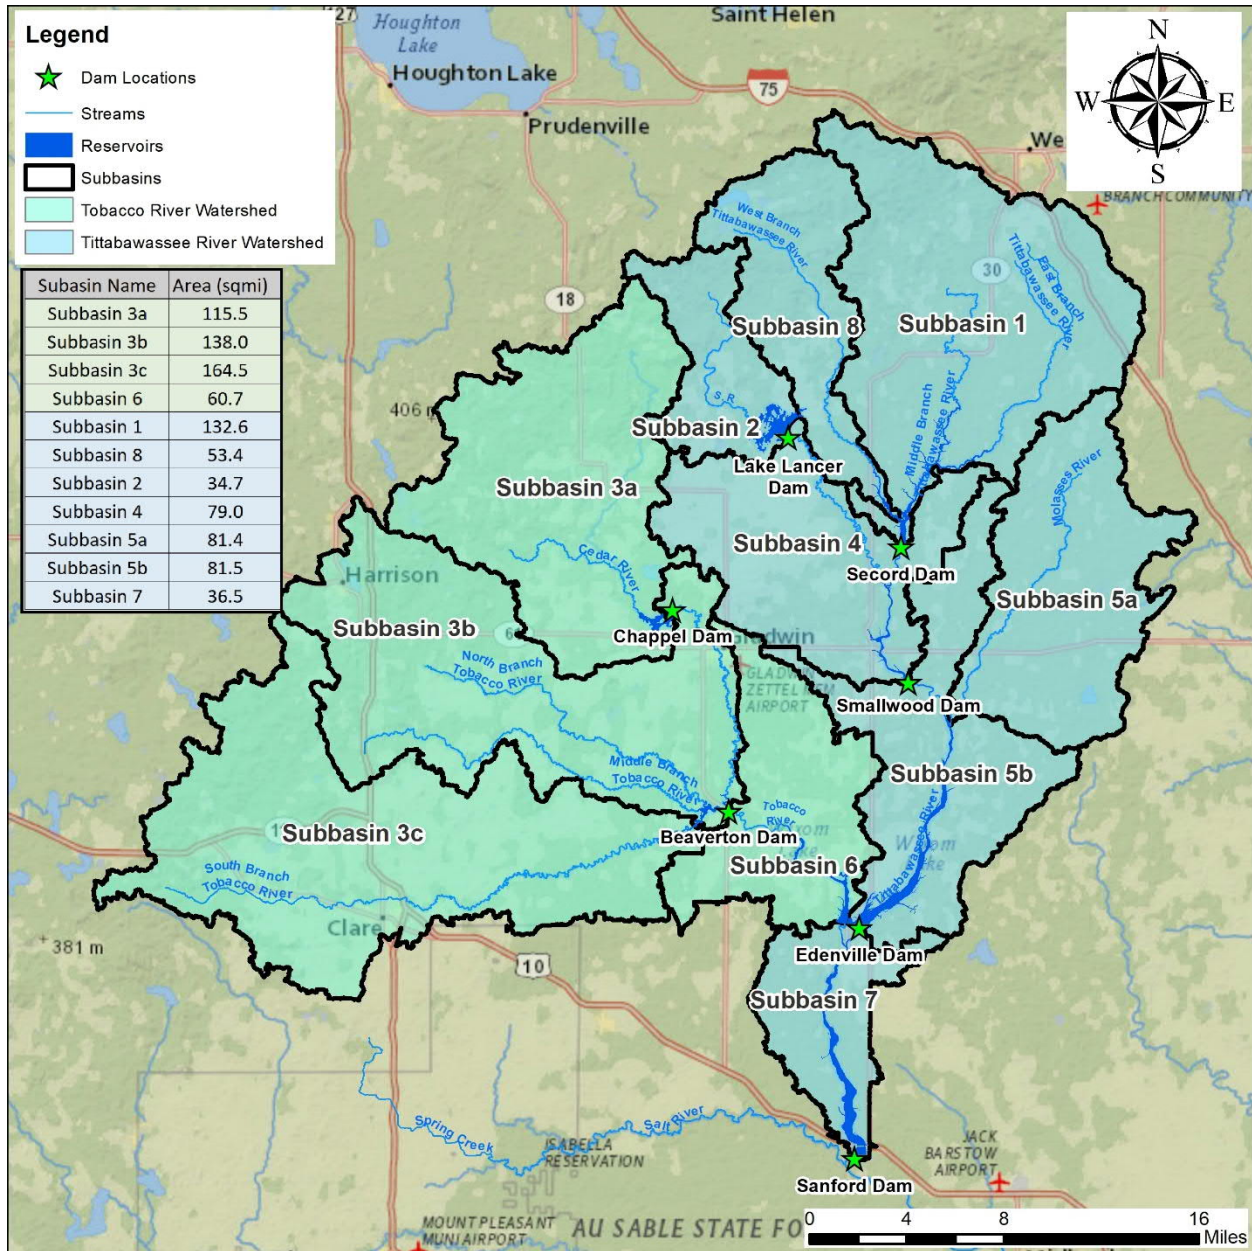 Legend
Dam Locations
Streams
Reservoirs
Subbasins
Tobacco River Watershed
Tittabawassee River Watershed
Subasin Name Area (sqmi)
Subbasin 3a 115.5
Subbasin 3b 138.0
Subbasin 3c 164.5
Subbasin 6 60.7
Subbasin 1 132.6
Subbasin 8 53.4
Subbasin 2 34.7
Subbasin 4 79.0
Subbasin 5a 81.4
Subbasin 5b 81.5
Subbasin 7 36.5
127
Houghton
Lake
Houghton Lake
Prudenville
Saint Helen
75
We
BRANCH COMMUNITY
N
W E
S
18
30
406 m
West Branch
Tittabawassee River
East Branch
Tittabawassee River
Middle Branch
Tittabawassee River
Subbasin 8
Subbasin 1
S. R.
Subbasin 2
Lake Lancer
Dam
Subbasin 3a
Subbasin 4
Molasses River
Secord Dam
Cedar River
Harrison
Subbasin 5a
Chappel Dam
Gladwin
Subbasin 3b
North Branch
Tobacco River
GLADWIN
ZETTEL MEM
AIRPORT
Smallwood Dam
Middle Branch
Tobacco River
Subbasin 5b
Tobacco
River
Beaverton Dam
Tittabawassee River
Lake
Subbasin 3c
Subbasin 6
South Branch
Tobacco River
Clare
381 m
10
Edenville Dam
Subbasin 7
Spring Creek
Salt River
ISABELLA
RESERVATION
JACK
BARSTOW
AIRPORT
Sanford Dam
MOUNT PLEASANT
MUNI AIRPORT
AU SABLE STATE FO
0 4 8 16
Miles